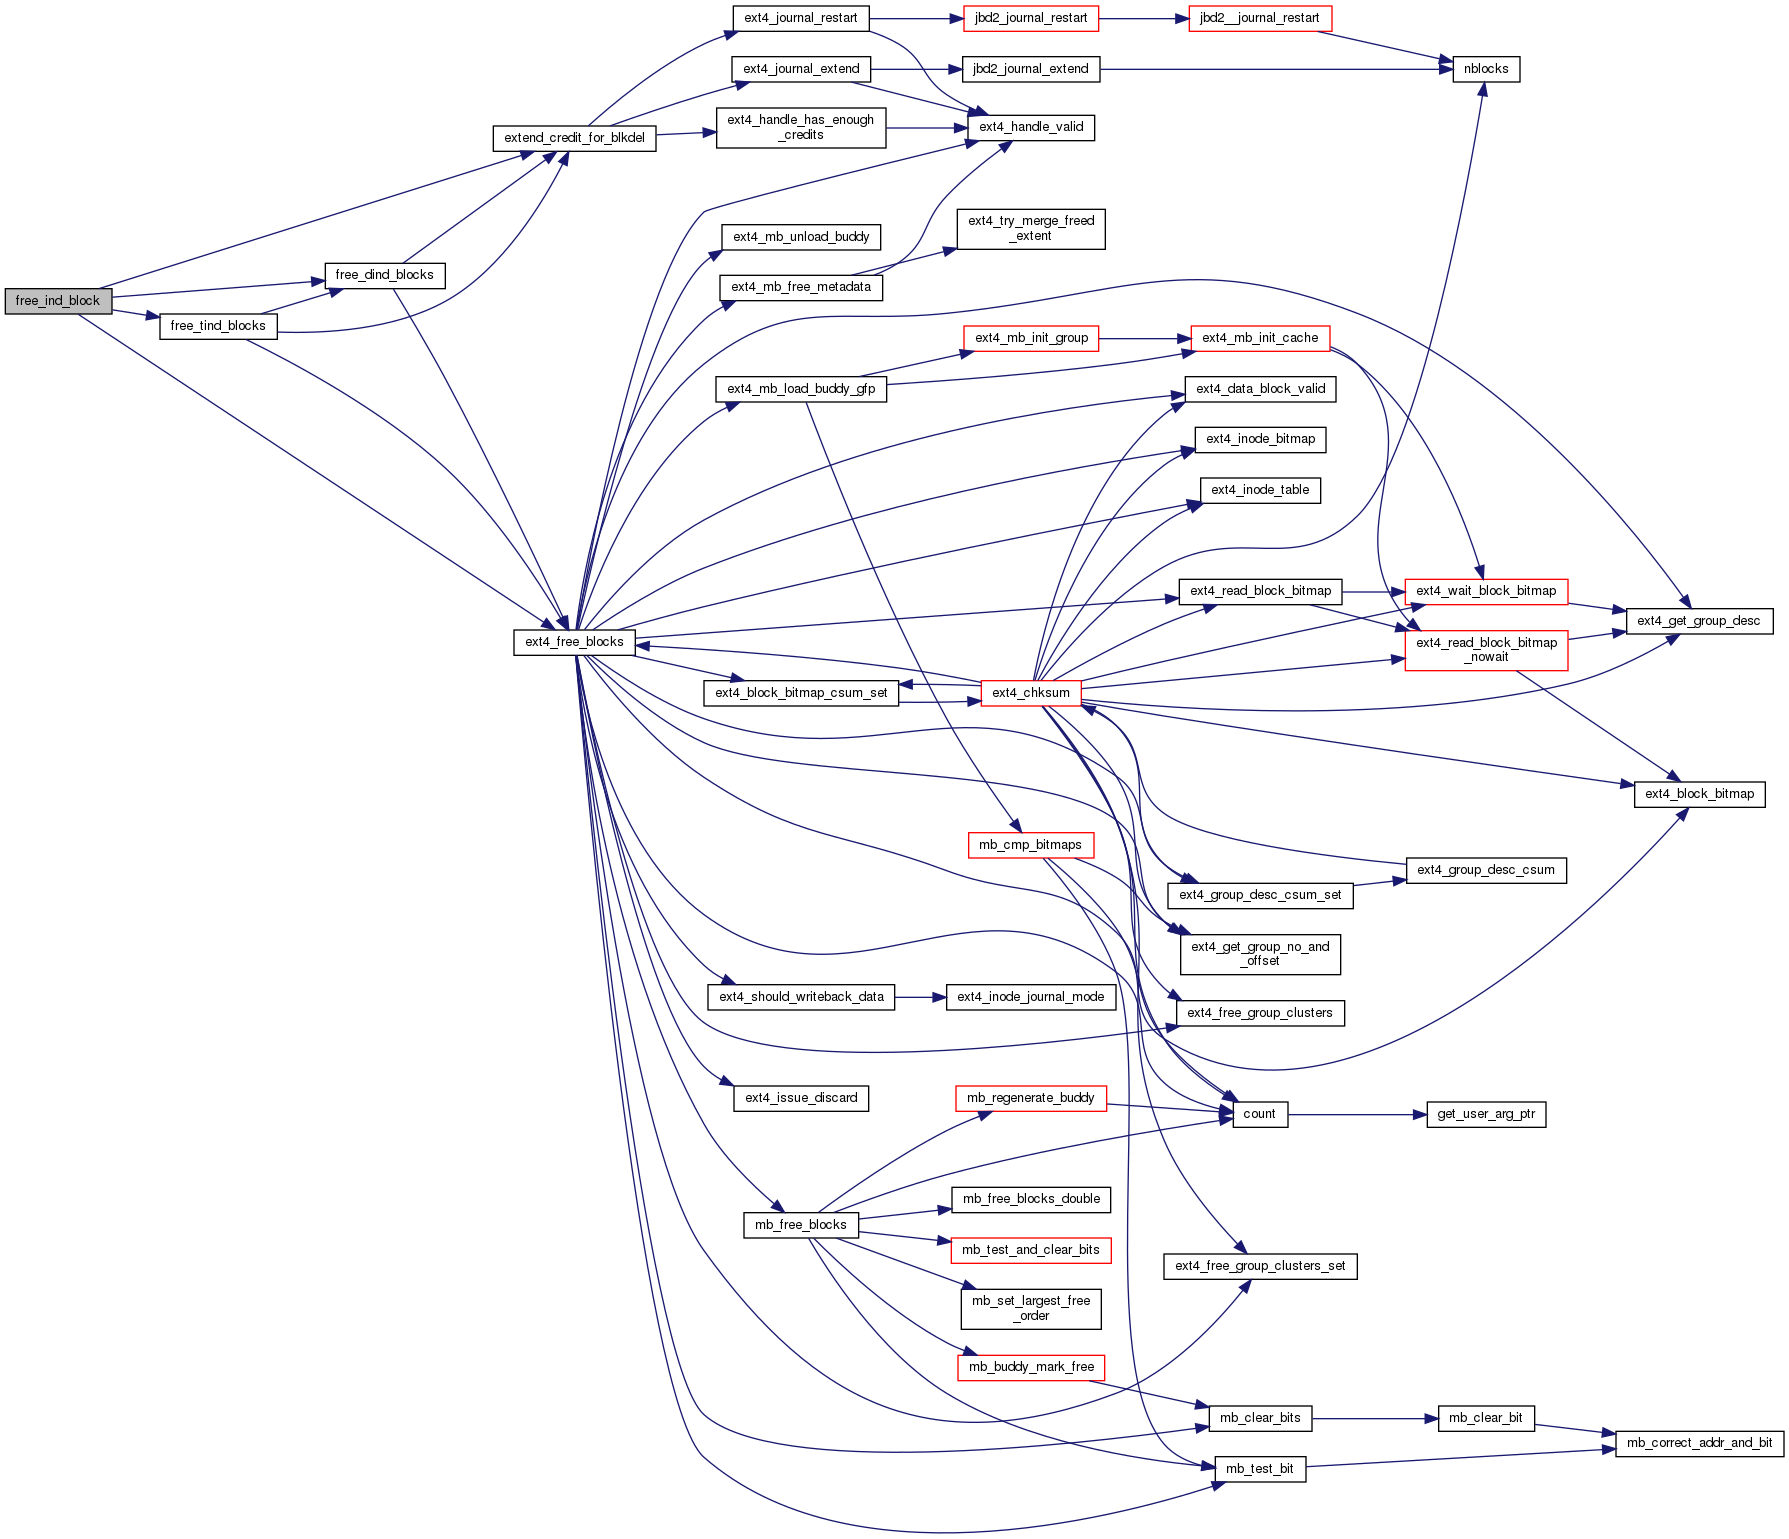 ext4_journal_restart
jbd2_journal_restart
jbd2__journal_restart
ext4_journal_extend
jbd2_journal_extend
nblocks
extend_credit_for_blkdel
ext4_handle_has_enough
_credits
ext4_handle_valid
ext4_try_merge_freed
_extent
ext4_mb_unload_buddy
free_ind_block
free_dind_blocks
free_tind_blocks
ext4_mb_free_metadata
ext4_mb_init_group
ext4_mb_init_cache
ext4_mb_load_buddy_gfp
ext4_data_block_valid
ext4_inode_bitmap
ext4_inode_table
ext4_read_block_bitmap
ext4_wait_block_bitmap
ext4_get_group_desc
ext4_free_blocks
ext4_read_block_bitmap
_nowait
ext4_block_bitmap_csum_set
ext4_chksum
ext4_block_bitmap
mb_cmp_bitmaps
ext4_group_desc_csum
ext4_group_desc_csum_set
ext4_get_group_no_and
_offset
ext4_should_writeback_data
ext4_inode_journal_mode
ext4_free_group_clusters
ext4_issue_discard
mb_regenerate_buddy
count
get_user_arg_ptr
mb_free_blocks_double
mb_free_blocks
mb_test_and_clear_bits
ext4_free_group_clusters_set
mb_set_largest_free
_order
mb_buddy_mark_free
mb_clear_bits
mb_clear_bit
mb_correct_addr_and_bit
mb_test_bit